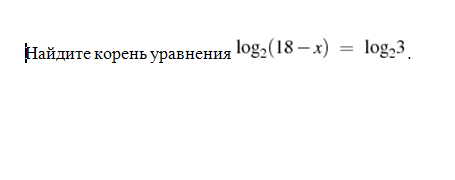 Найдите корень уравнения log₂(18 − x) = log₂3.